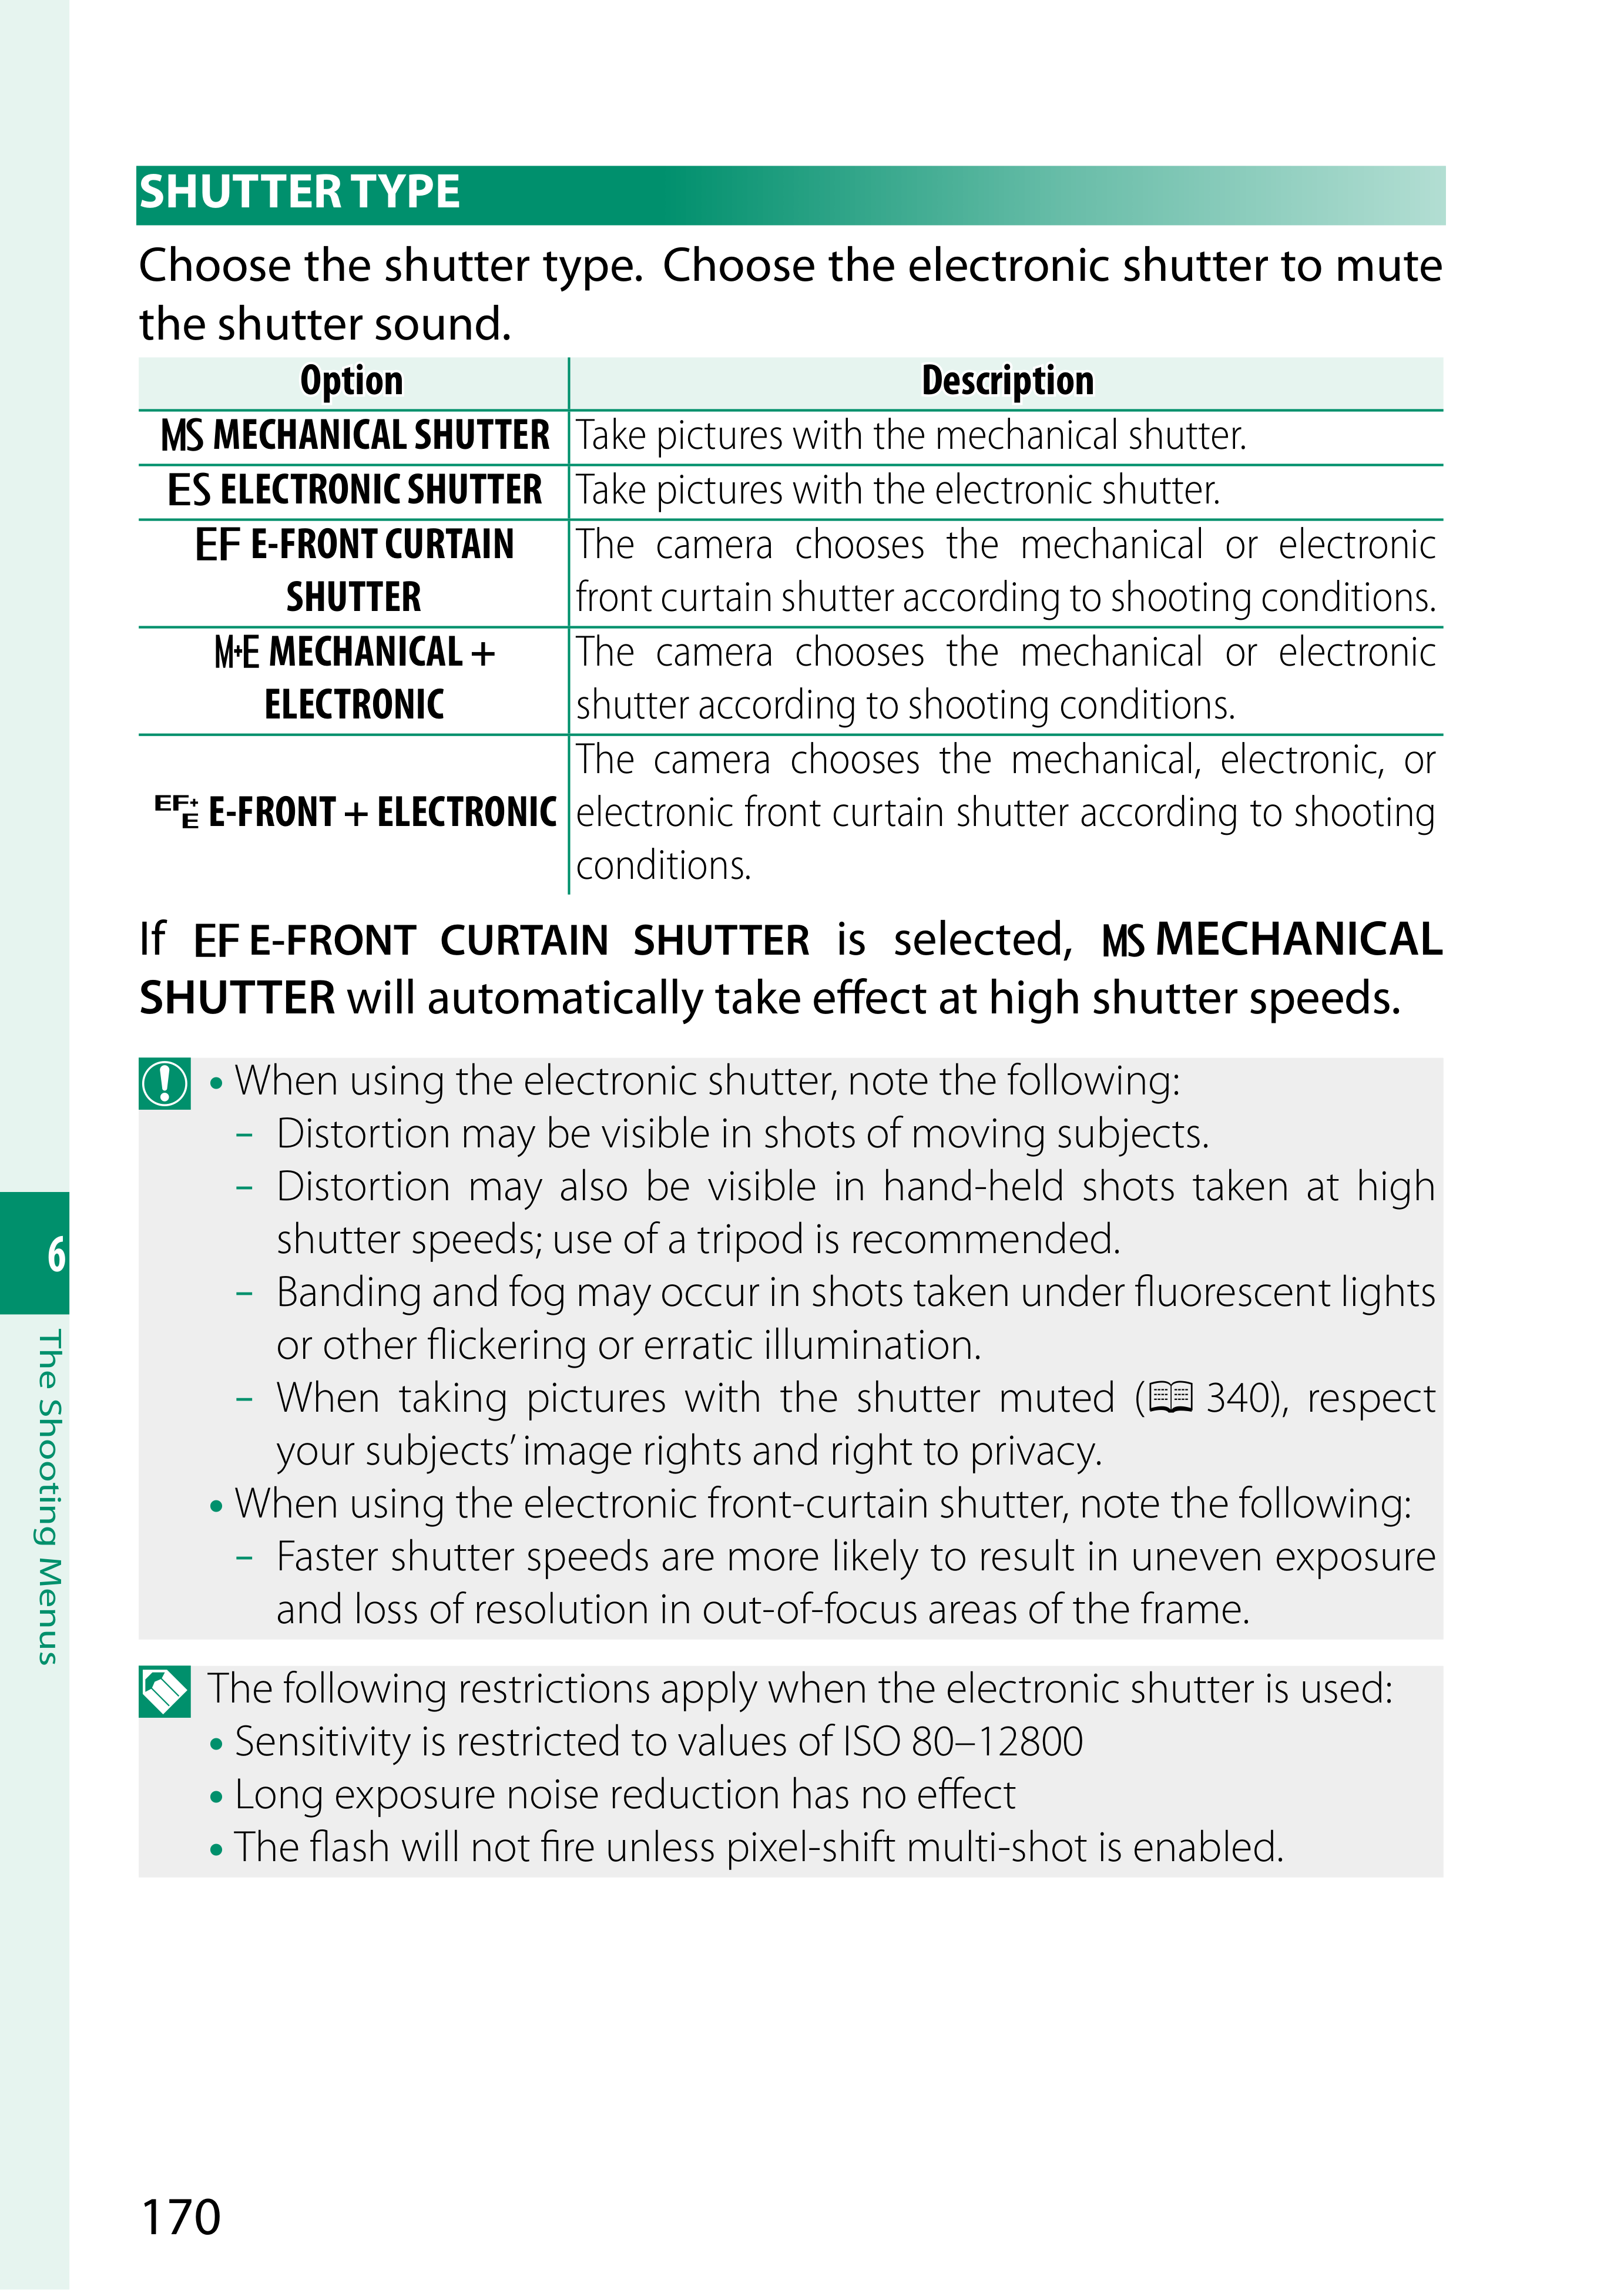 SHUTTER TYPE
Choose the shutter type. Choose the electronic shutter to mute
the shutter sound.
Option Description
MS MECHANICAL SHUTTER Take pictures with the mechanical shutter.
ES ELECTRONIC SHUTTER Take pictures with the electronic shutter.
EF E-FRONT CURTAIN
SHUTTER
The camera chooses the mechanical or electronic
front curtain shutter according to shooting conditions.
M+E MECHANICAL +
ELECTRONIC
The camera chooses the mechanical or electronic
shutter according to shooting conditions.
EF+
E E-FRONT + ELECTRONIC
The camera chooses the mechanical, electronic, or
electronic front curtain shutter according to shooting
conditions.
If EF E-FRONT CURTAIN SHUTTER is selected, MS MECHANICAL
SHUTTER will automatically take effect at high shutter speeds.
• When using the electronic shutter, note the following:
– Distortion may be visible in shots of moving subjects.
– Distortion may also be visible in hand-held shots taken at high
shutter speeds; use of a tripod is recommended.
– Banding and fog may occur in shots taken under fluorescent lights
or other flickering or erratic illumination.
– When taking pictures with the shutter muted (340), respect
your subjects’ image rights and right to privacy.
• When using the electronic front-curtain shutter, note the following:
– Faster shutter speeds are more likely to result in uneven exposure
and loss of resolution in out-of-focus areas of the frame.
The following restrictions apply when the electronic shutter is used:
• Sensitivity is restricted to values of ISO 80–12800
• Long exposure noise reduction has no effect
• The flash will not fire unless pixel-shift multi-shot is enabled.
6
The Shooting Menus
170